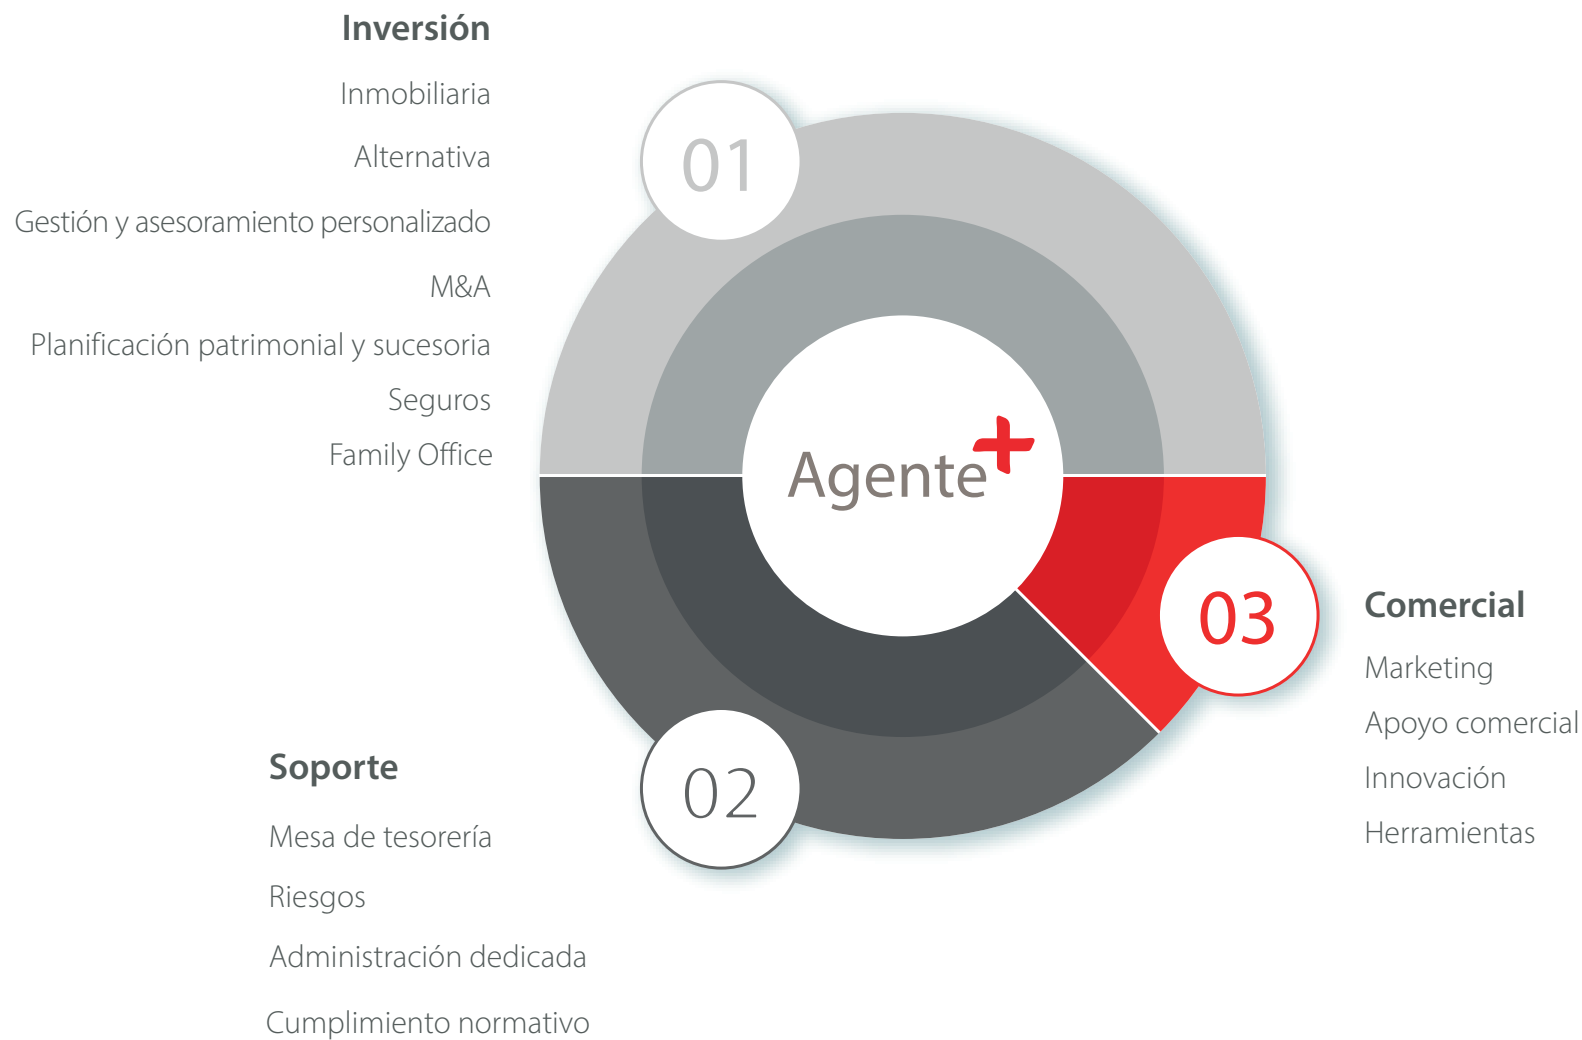 Inversión
Inmobiliaria
Alternativa
Gestión y asesoramiento personalizado
M&A
Planificación patrimonial y sucesoria
Seguros
Family Office
01
Agente+
03
Comercial
Marketing
Apoyo comercial
Innovación
Herramientas
02
Soporte
Mesa de tesorería
Riesgos
Administración dedicada
Cumplimiento normativo